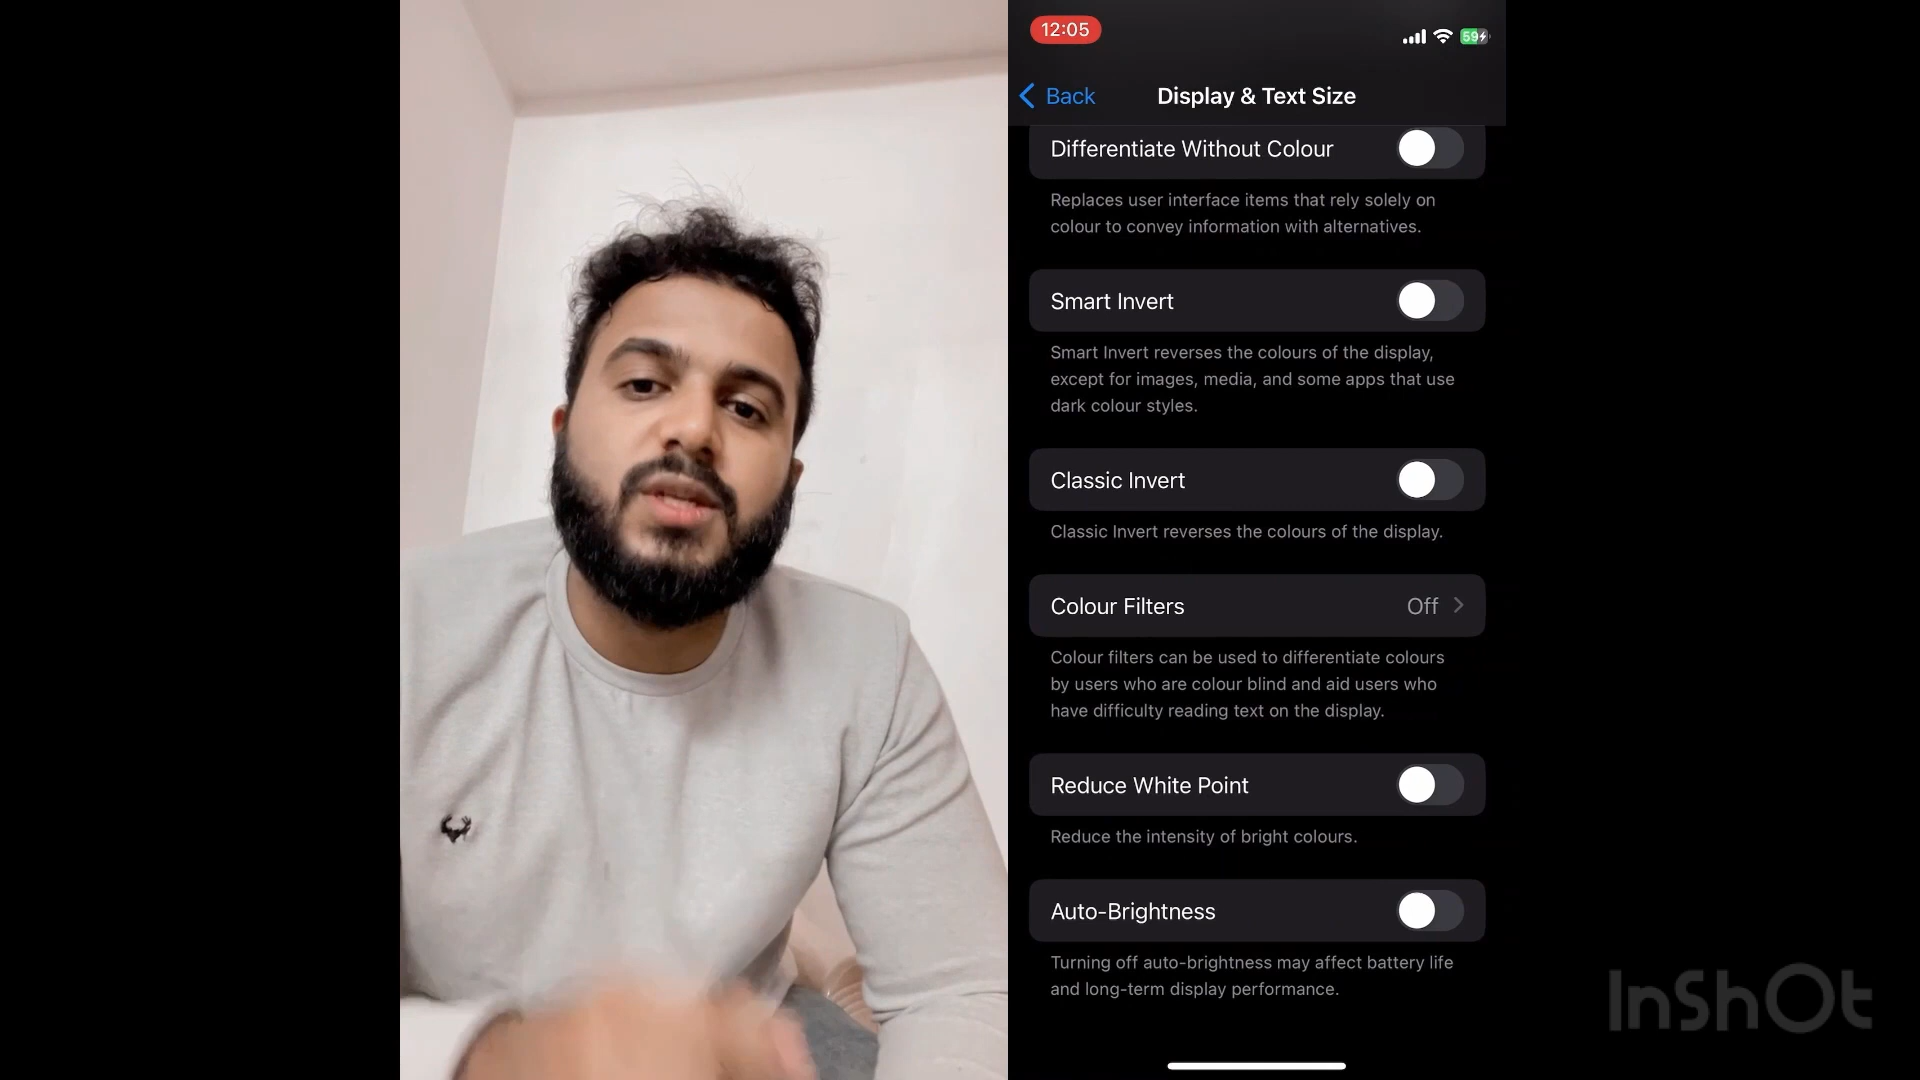 12:05
59
Back
Display & Text Size
Differentiate Without Colour
Replaces user interface items that rely solely on
colour to convey information with alternatives.
Smart Invert
Smart Invert reverses the colours of the display,
except for images, media, and some apps that use
dark colour styles.
Classic Invert
Classic Invert reverses the colours of the display.
Colour Filters
Off
Colour filters can be used to differentiate colours
by users who are colour blind and aid users who
have difficulty reading text on the display.
Reduce White Point
Reduce the intensity of bright colours.
Auto-Brightness
Turning off auto-brightness may affect battery life
and long-term display performance.
InShOt